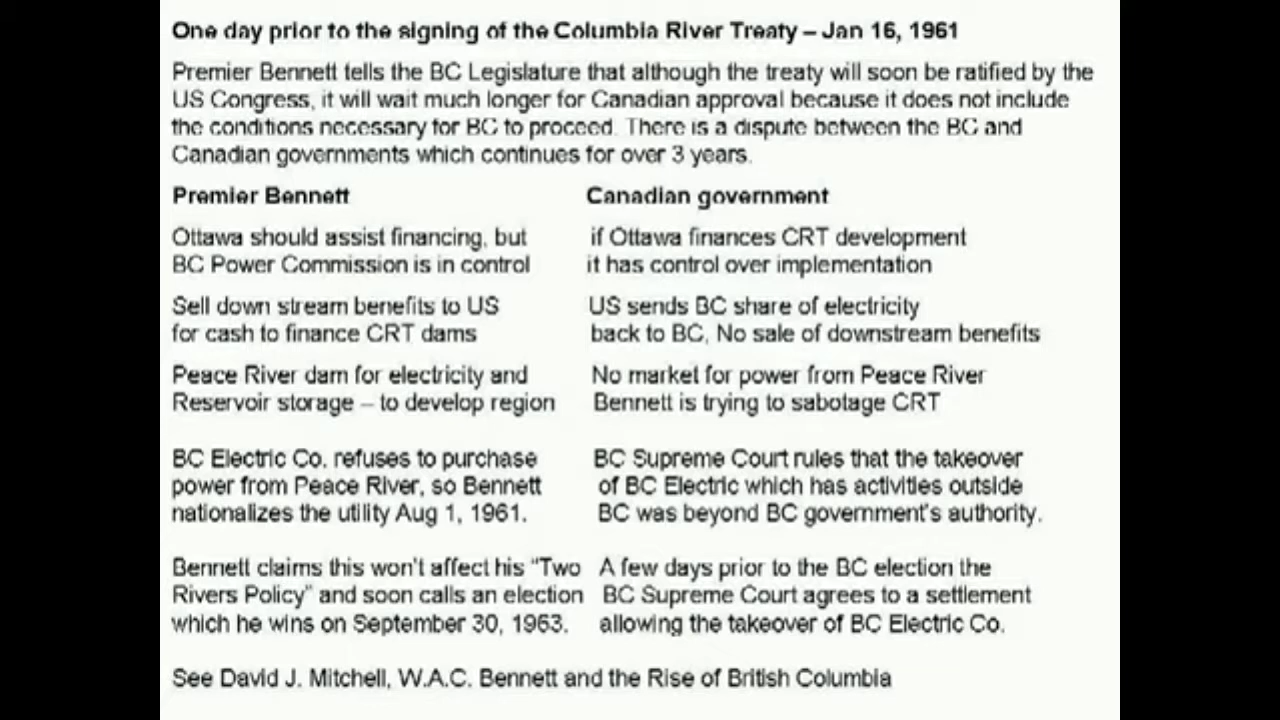 One day prior to the signing of the Columbia River Treaty – Jan 16, 1961
Premier Bennett tells the BC Legislature that although the treaty will soon be ratified by the
US Congress, it will wait much longer for Canadian approval because it does not include
the conditions necessary for BC to proceed. There is a dispute between the BC and
Canadian governments which continues for over 3 years.
Premier Bennett Canadian government
Ottawa should assist financing, but if Ottawa finances CRT development
BC Power Commission is in control it has control over implementation
Sell down stream benefits to US US sends BC share of electricity
for cash to finance CRT dams back to BC, No sale of downstream benefits
Peace River dam for electricity and No market for power from Peace River
Reservoir storage – to develop region Bennett is trying to sabotage CRT
BC Electric Co. refuses to purchase BC Supreme Court rules that the takeover
power from Peace River, so Bennett of BC Electric which has activities outside
nationalizes the utility Aug 1, 1961. BC was beyond BC government's authority.
Bennett claims this won't affect his "Two A few days prior to the BC election the
Rivers Policy" and soon calls an election BC Supreme Court agrees to a settlement
which he wins on September 30, 1963. allowing the takeover of BC Electric Co.
See David J. Mitchell, W.A.C. Bennett and the Rise of British Columbia